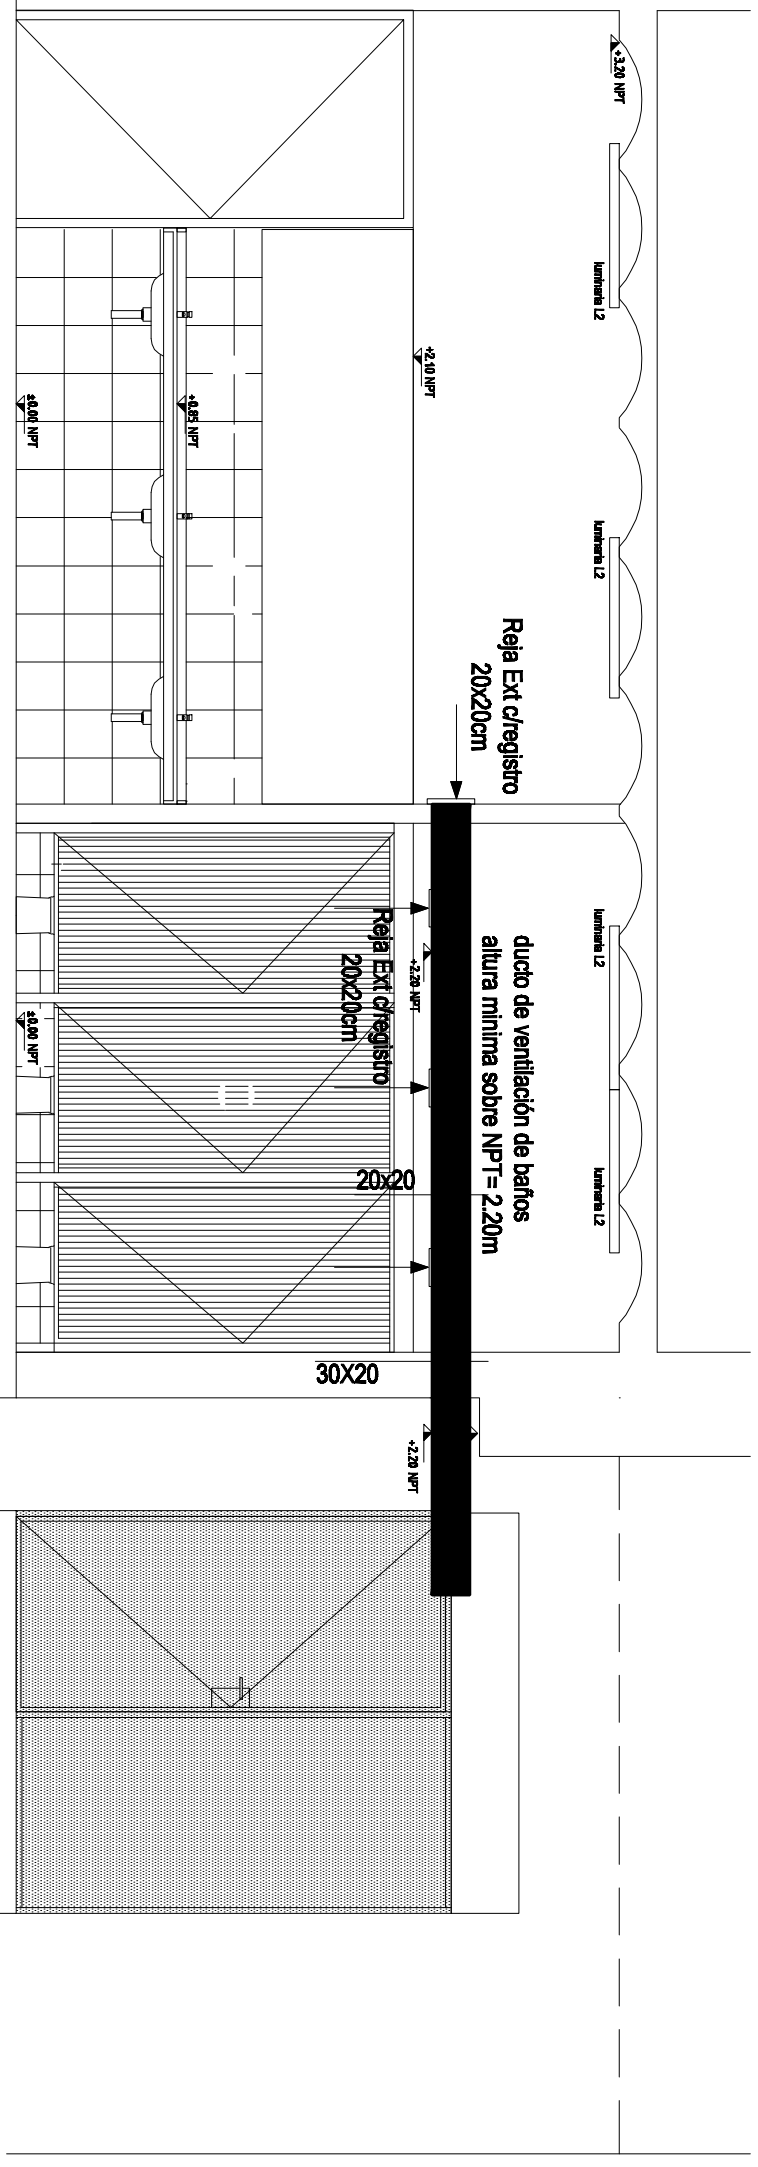 +3.20 NPT
luminaria L2
+2.10 NPT
±0.00 NPT
+0.85 NPT
luminaria L2
Reja Ext c/registro
20x20cm
luminaria L2
ducto de ventilación de baños
altura minima sobre NPT= 2.20m
+2.20 NPT
Reja Ext c/registro
20x20cm
±0.00 NPT
luminaria L2
20x20
30X20
+2.20 NPT